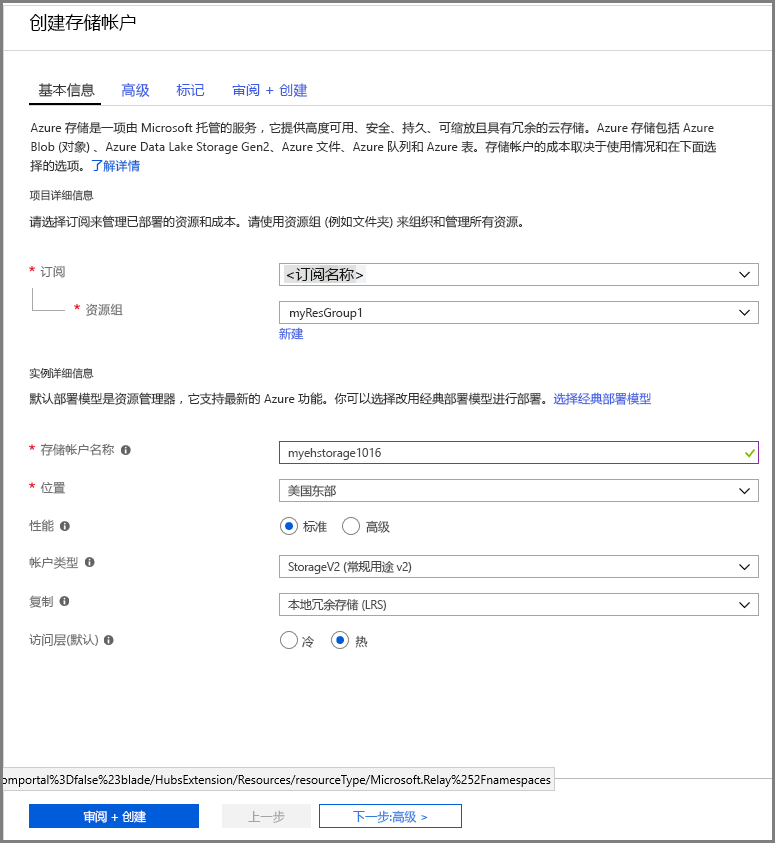 创建存储帐户
基本信息 高级 标记 审阅 + 创建
Azure 存储是一项由 Microsoft 托管的服务，它提供高度可用、安全、持久、可缩放且具有冗余的云存储。Azure 存储包括 Azure
Blob (对象) 、Azure Data Lake Storage Gen2、Azure 文件、Azure 队列和 Azure 表。存储帐户的成本取决于使用情况和在下面选
择的选项。了解详情
项目详细信息
请选择订阅来管理已部署的资源和成本。请使用资源组 (例如文件夹) 来组织和管理所有资源。
* 订阅 <订阅名称>
* 资源组 myResGroup1
新建
实例详细信息
默认部署模型是资源管理器，它支持最新的 Azure 功能。你可以选择改用经典部署模型进行部署。选择经典部署模型
* 存储帐户名称 myehstorage1016
* 位置 美国东部
性能 标准 高级
帐户类型 StorageV2 (常规用途 v2)
复制 本地冗余存储 (LRS)
访问层(默认) 冷 热
omportal%3Dfalse%23blade/HubsExtension/Resources/resourceType/Microsoft.Relay%252Fnamespaces
审阅 + 创建 上一步 下一步:高级 >